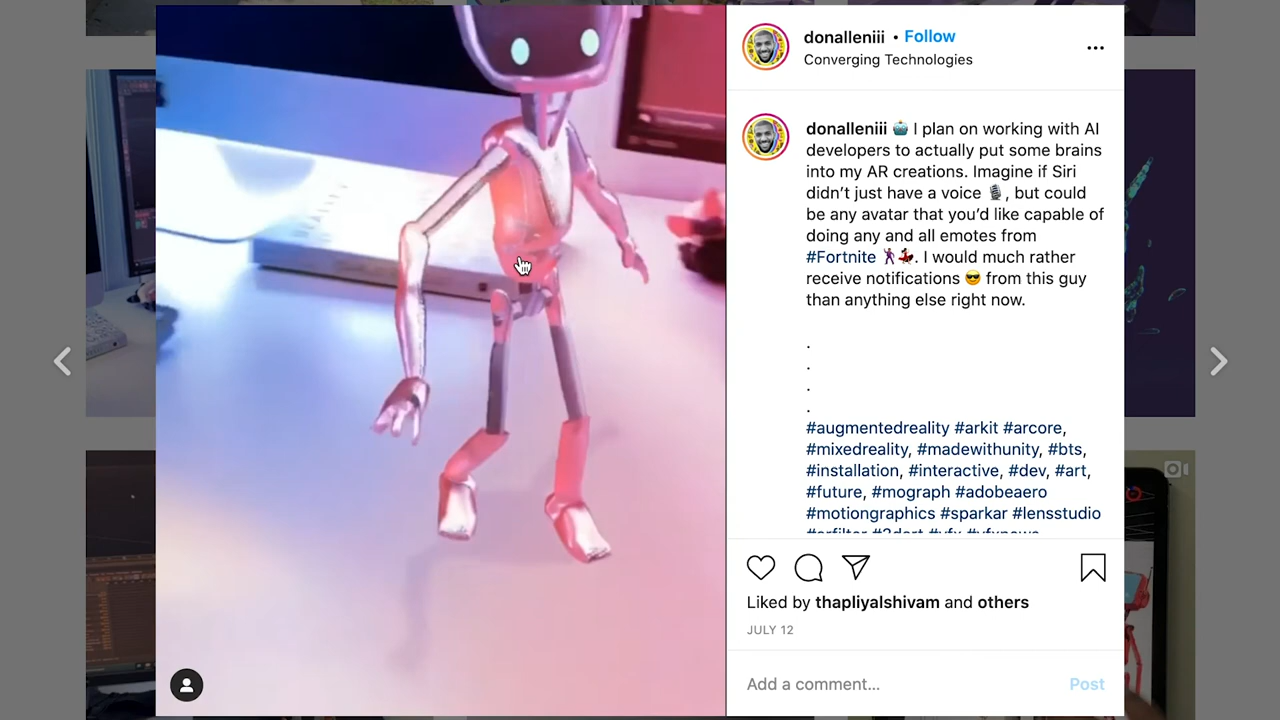 donalleniii • Follow
Converging Technologies
donalleniii 🤖 I plan on working with AI
developers to actually put some brains
into my AR creations. Imagine if Siri
didn't just have a voice 🎙️, but could
be any avatar that you'd like capable of
doing any and all emotes from
#Fortnite 🕺💃. I would much rather
receive notifications 😎 from this guy
than anything else right now.
.
.
.
.
#augmentedreality #arkit #arcore,
#mixedreality, #madewithunity, #bts,
#installation, #interactive, #dev, #art,
#future, #mograph #adobeaero
#motiongraphics #sparkar #lensstudio
#arfilter #3dart #vfx #vfxnews
Liked by thapliyalshivam and others
JULY 12
Add a comment... Post